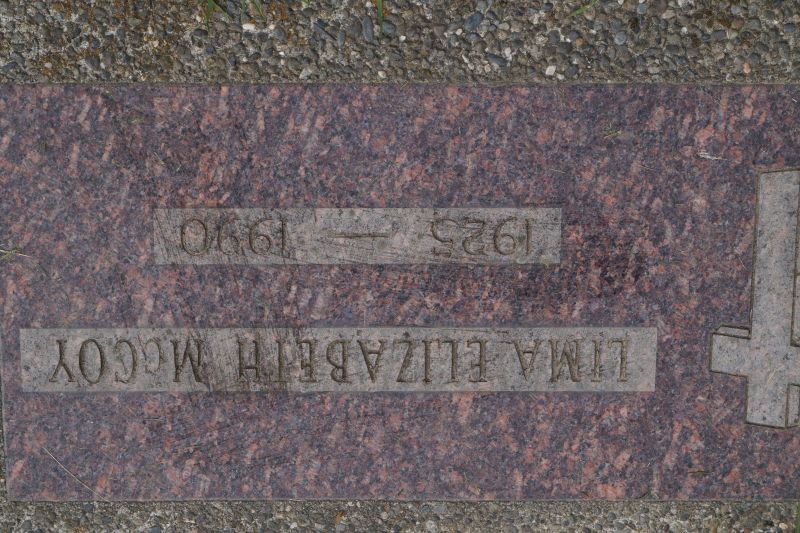 LIMA ELIZABETH McCOY
1925 — 1990